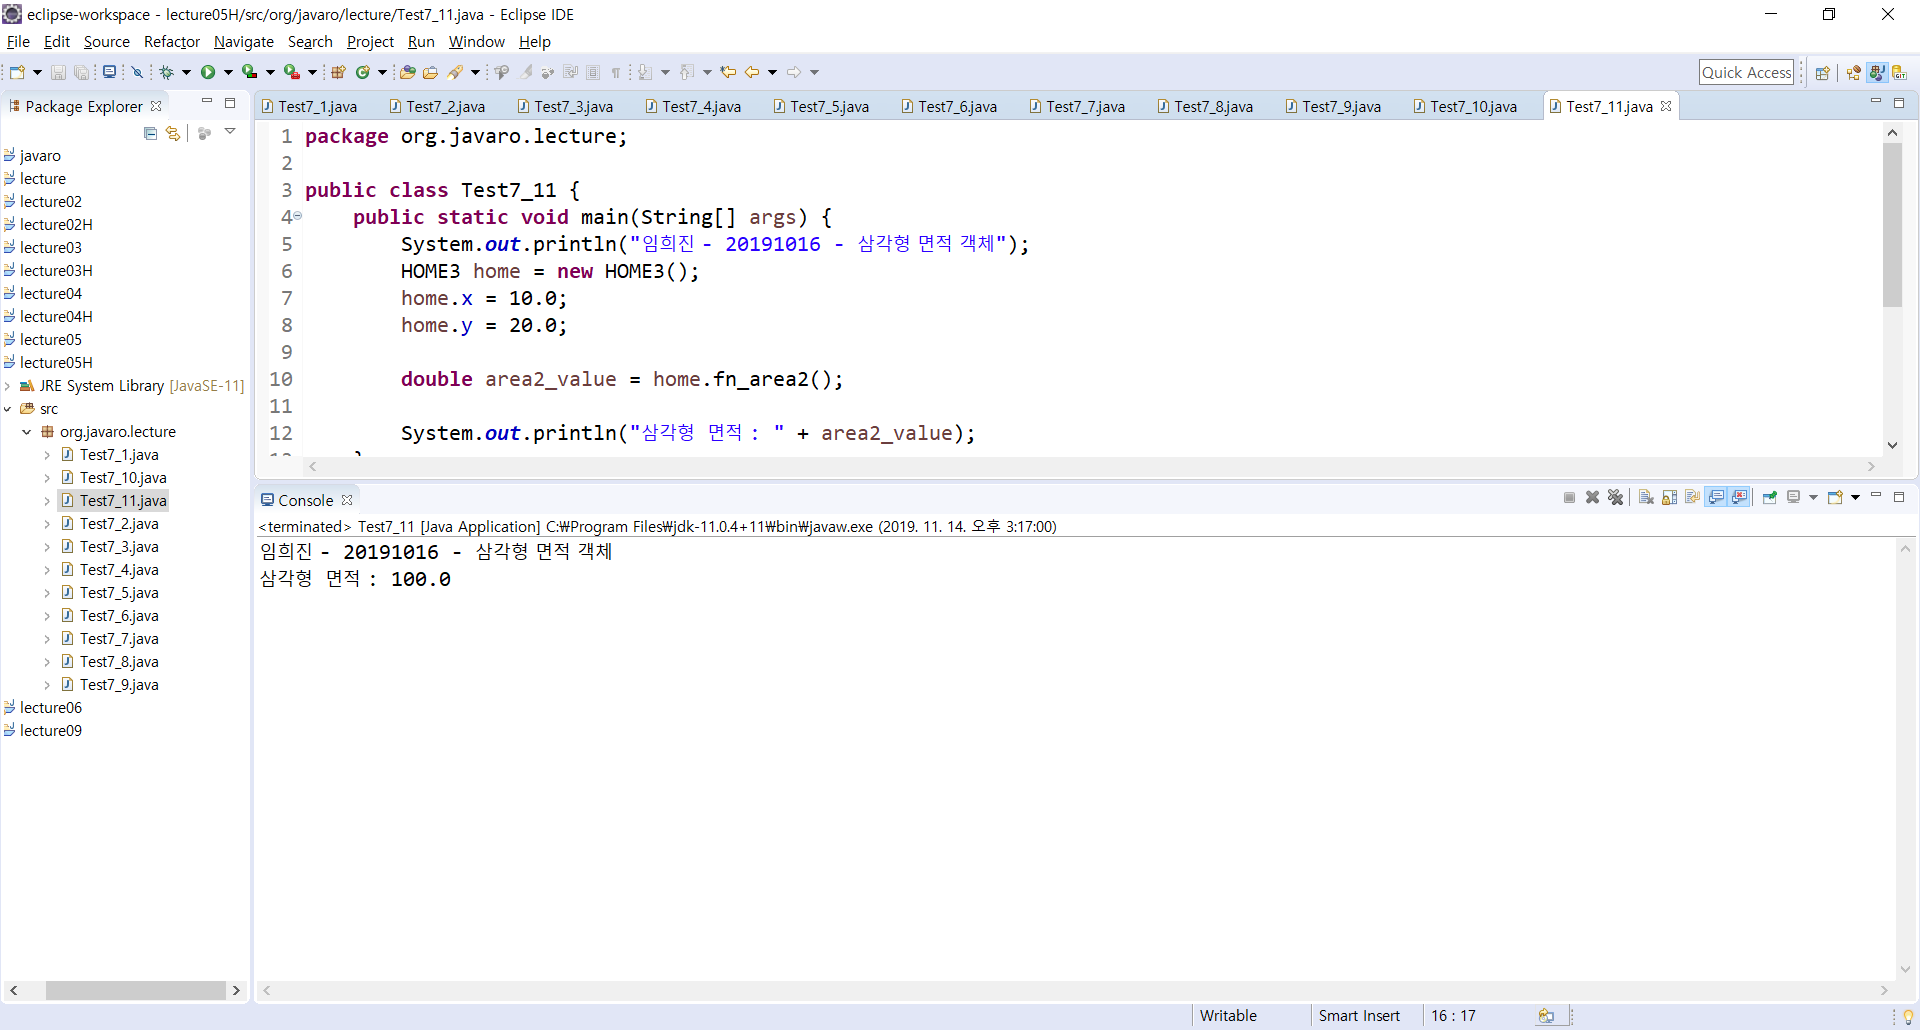 eclipse-workspace - lecture05H/src/org/javaro/lecture/Test7_11.java - Eclipse IDE
File Edit Source Refactor Navigate Search Project Run Window Help
Quick Access
Package Explorer
javaro
lecture
lecture02
lecture02H
lecture03
lecture03H
lecture04
lecture04H
lecture05
lecture05H
JRE System Library [JavaSE-11]
src
org.javaro.lecture
Test7_1.java
Test7_10.java
Test7_11.java
Test7_2.java
Test7_3.java
Test7_4.java
Test7_5.java
Test7_6.java
Test7_7.java
Test7_8.java
Test7_9.java
lecture06
lecture09
Test7_1.java Test7_2.java Test7_3.java Test7_4.java Test7_5.java Test7_6.java Test7_7.java Test7_8.java Test7_9.java Test7_10.java Test7_11.java
1 package org.javaro.lecture;
2
3 public class Test7_11 {
4 public static void main(String[] args) {
5 System.out.println("임희진 - 20191016 - 삼각형 면적 객체");
6 HOME3 home = new HOME3();
7 home.x = 10.0;
8 home.y = 20.0;
9
10 double area2_value = home.fn_area2();
11
12 System.out.println("삼각형 면적 : " + area2_value);
Console
<terminated> Test7_11 [Java Application] C:₩Program Files₩jdk-11.0.4+11₩bin₩javaw.exe (2019. 11. 14. 오후 3:17:00)
임희진 - 20191016 - 삼각형 면적 객체
삼각형 면적 : 100.0
Writable Smart Insert 16 : 17